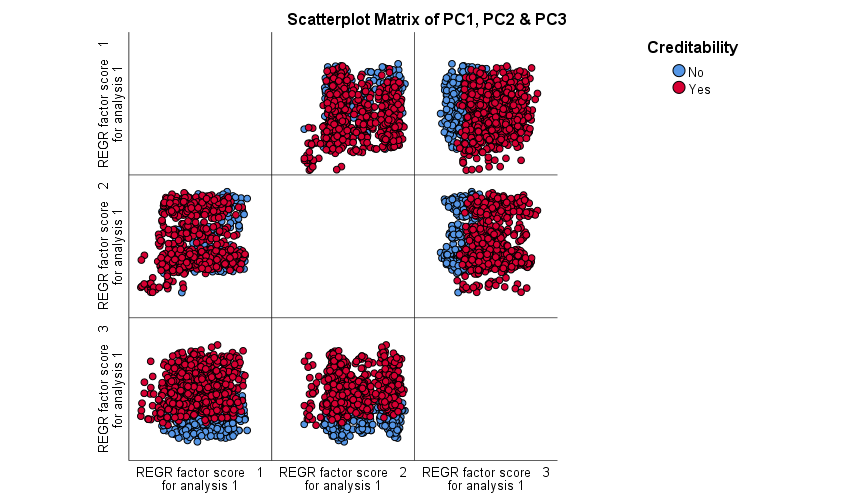 Scatterplot Matrix of PC1, PC2 & PC3
Creditability
No
Yes
REGR factor score 1
for analysis 1
REGR factor score 2
for analysis 1
REGR factor score 3
for analysis 1
REGR factor score 1
for analysis 1
REGR factor score 2
for analysis 1
REGR factor score 3
for analysis 1